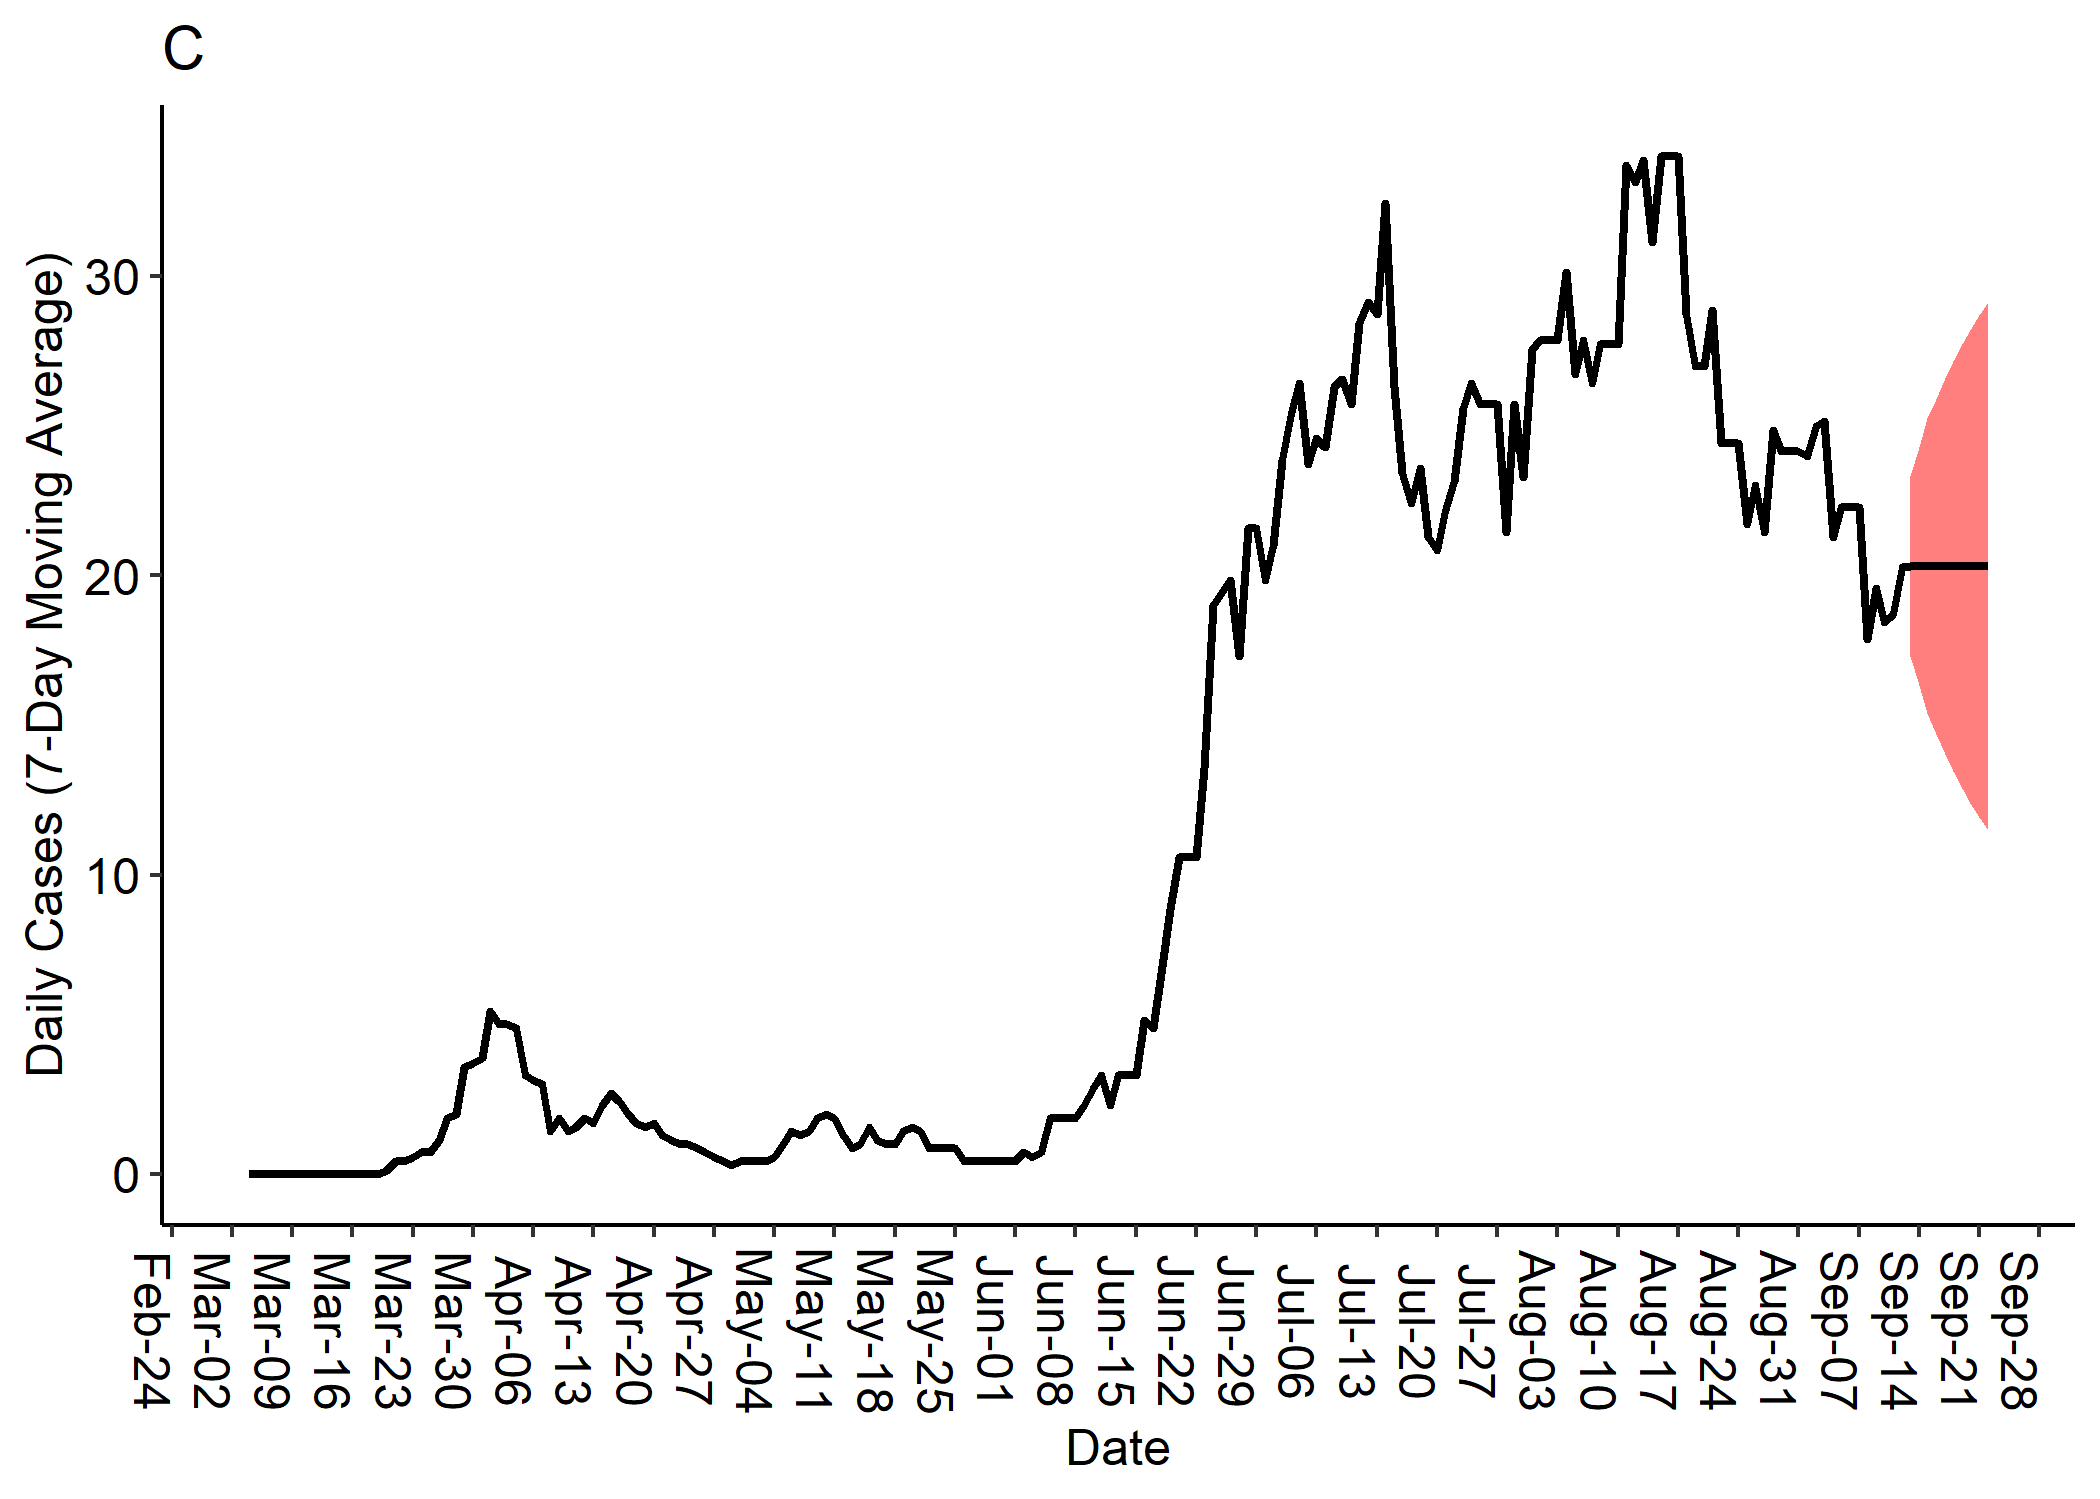 C
Daily Cases (7-Day Moving Average)
30
20
10
0
Feb-24
Mar-02
Mar-09
Mar-16
Mar-23
Mar-30
Apr-06
Apr-13
Apr-20
Apr-27
May-04
May-11
May-18
May-25
Jun-01
Jun-08
Jun-15
Jun-22
Jun-29
Jul-06
Jul-13
Jul-20
Jul-27
Aug-03
Aug-10
Aug-17
Aug-24
Aug-31
Sep-07
Sep-14
Sep-21
Sep-28
Date